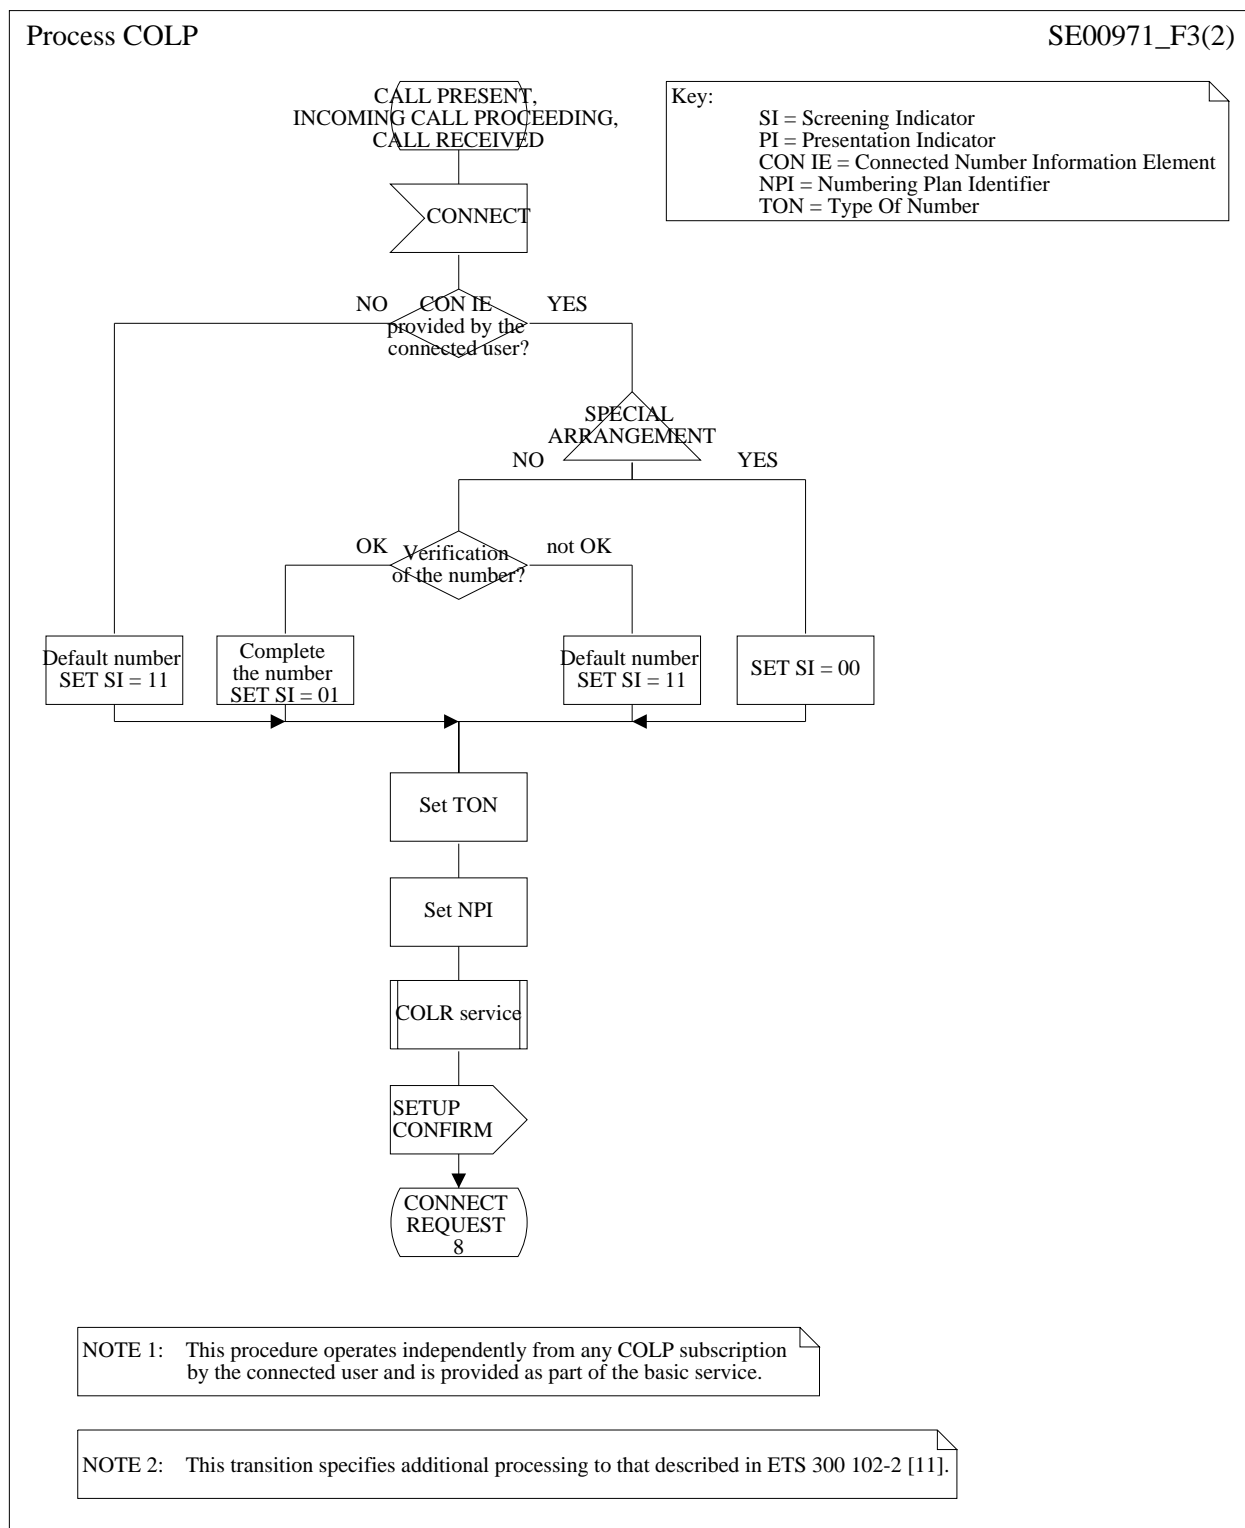 Process COLP
SE00971_F3(2)
CALL PRESENT,
INCOMING CALL PROCEEDING,
CALL RECEIVED
Key:
SI = Screening Indicator
PI = Presentation Indicator
CON IE = Connected Number Information Element
NPI = Numbering Plan Identifier
TON = Type Of Number
CONNECT
NO
CON IE
provided by the
connected user?
YES
SPECIAL
ARRANGEMENT
NO
YES
OK
Verification
of the number?
not OK
Default number
SET SI = 11
Complete
the number
SET SI = 01
Default number
SET SI = 11
SET SI = 00
Set TON
Set NPI
COLR service
SETUP
CONFIRM
CONNECT
REQUEST
8
NOTE 1: This procedure operates independently from any COLP subscription
by the connected user and is provided as part of the basic service.
NOTE 2: This transition specifies additional processing to that described in ETS 300 102-2 [11].